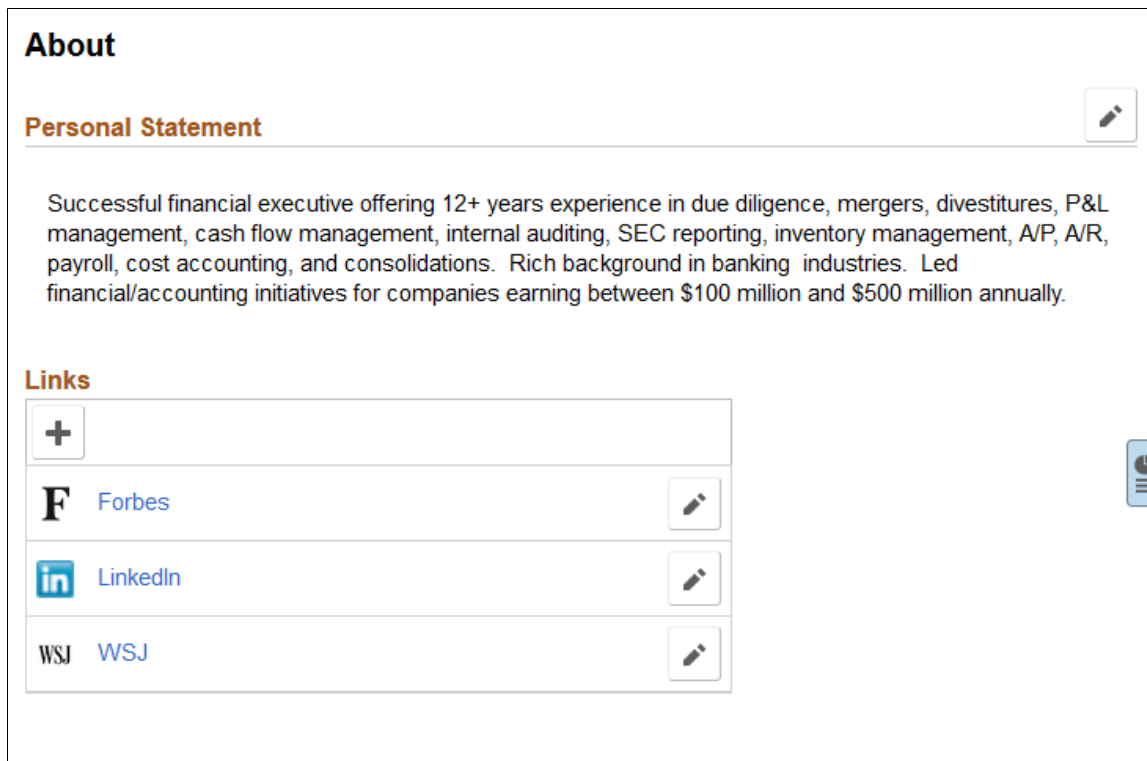 About
Personal Statement
Successful financial executive offering 12+ years experience in due diligence, mergers, divestitures, P&L
management, cash flow management, internal auditing, SEC reporting, inventory management, A/P, A/R,
payroll, cost accounting, and consolidations.  Rich background in banking  industries.  Led
financial/accounting initiatives for companies earning between $100 million and $500 million annually.
Links
F Forbes
in LinkedIn
WSJ WSJ